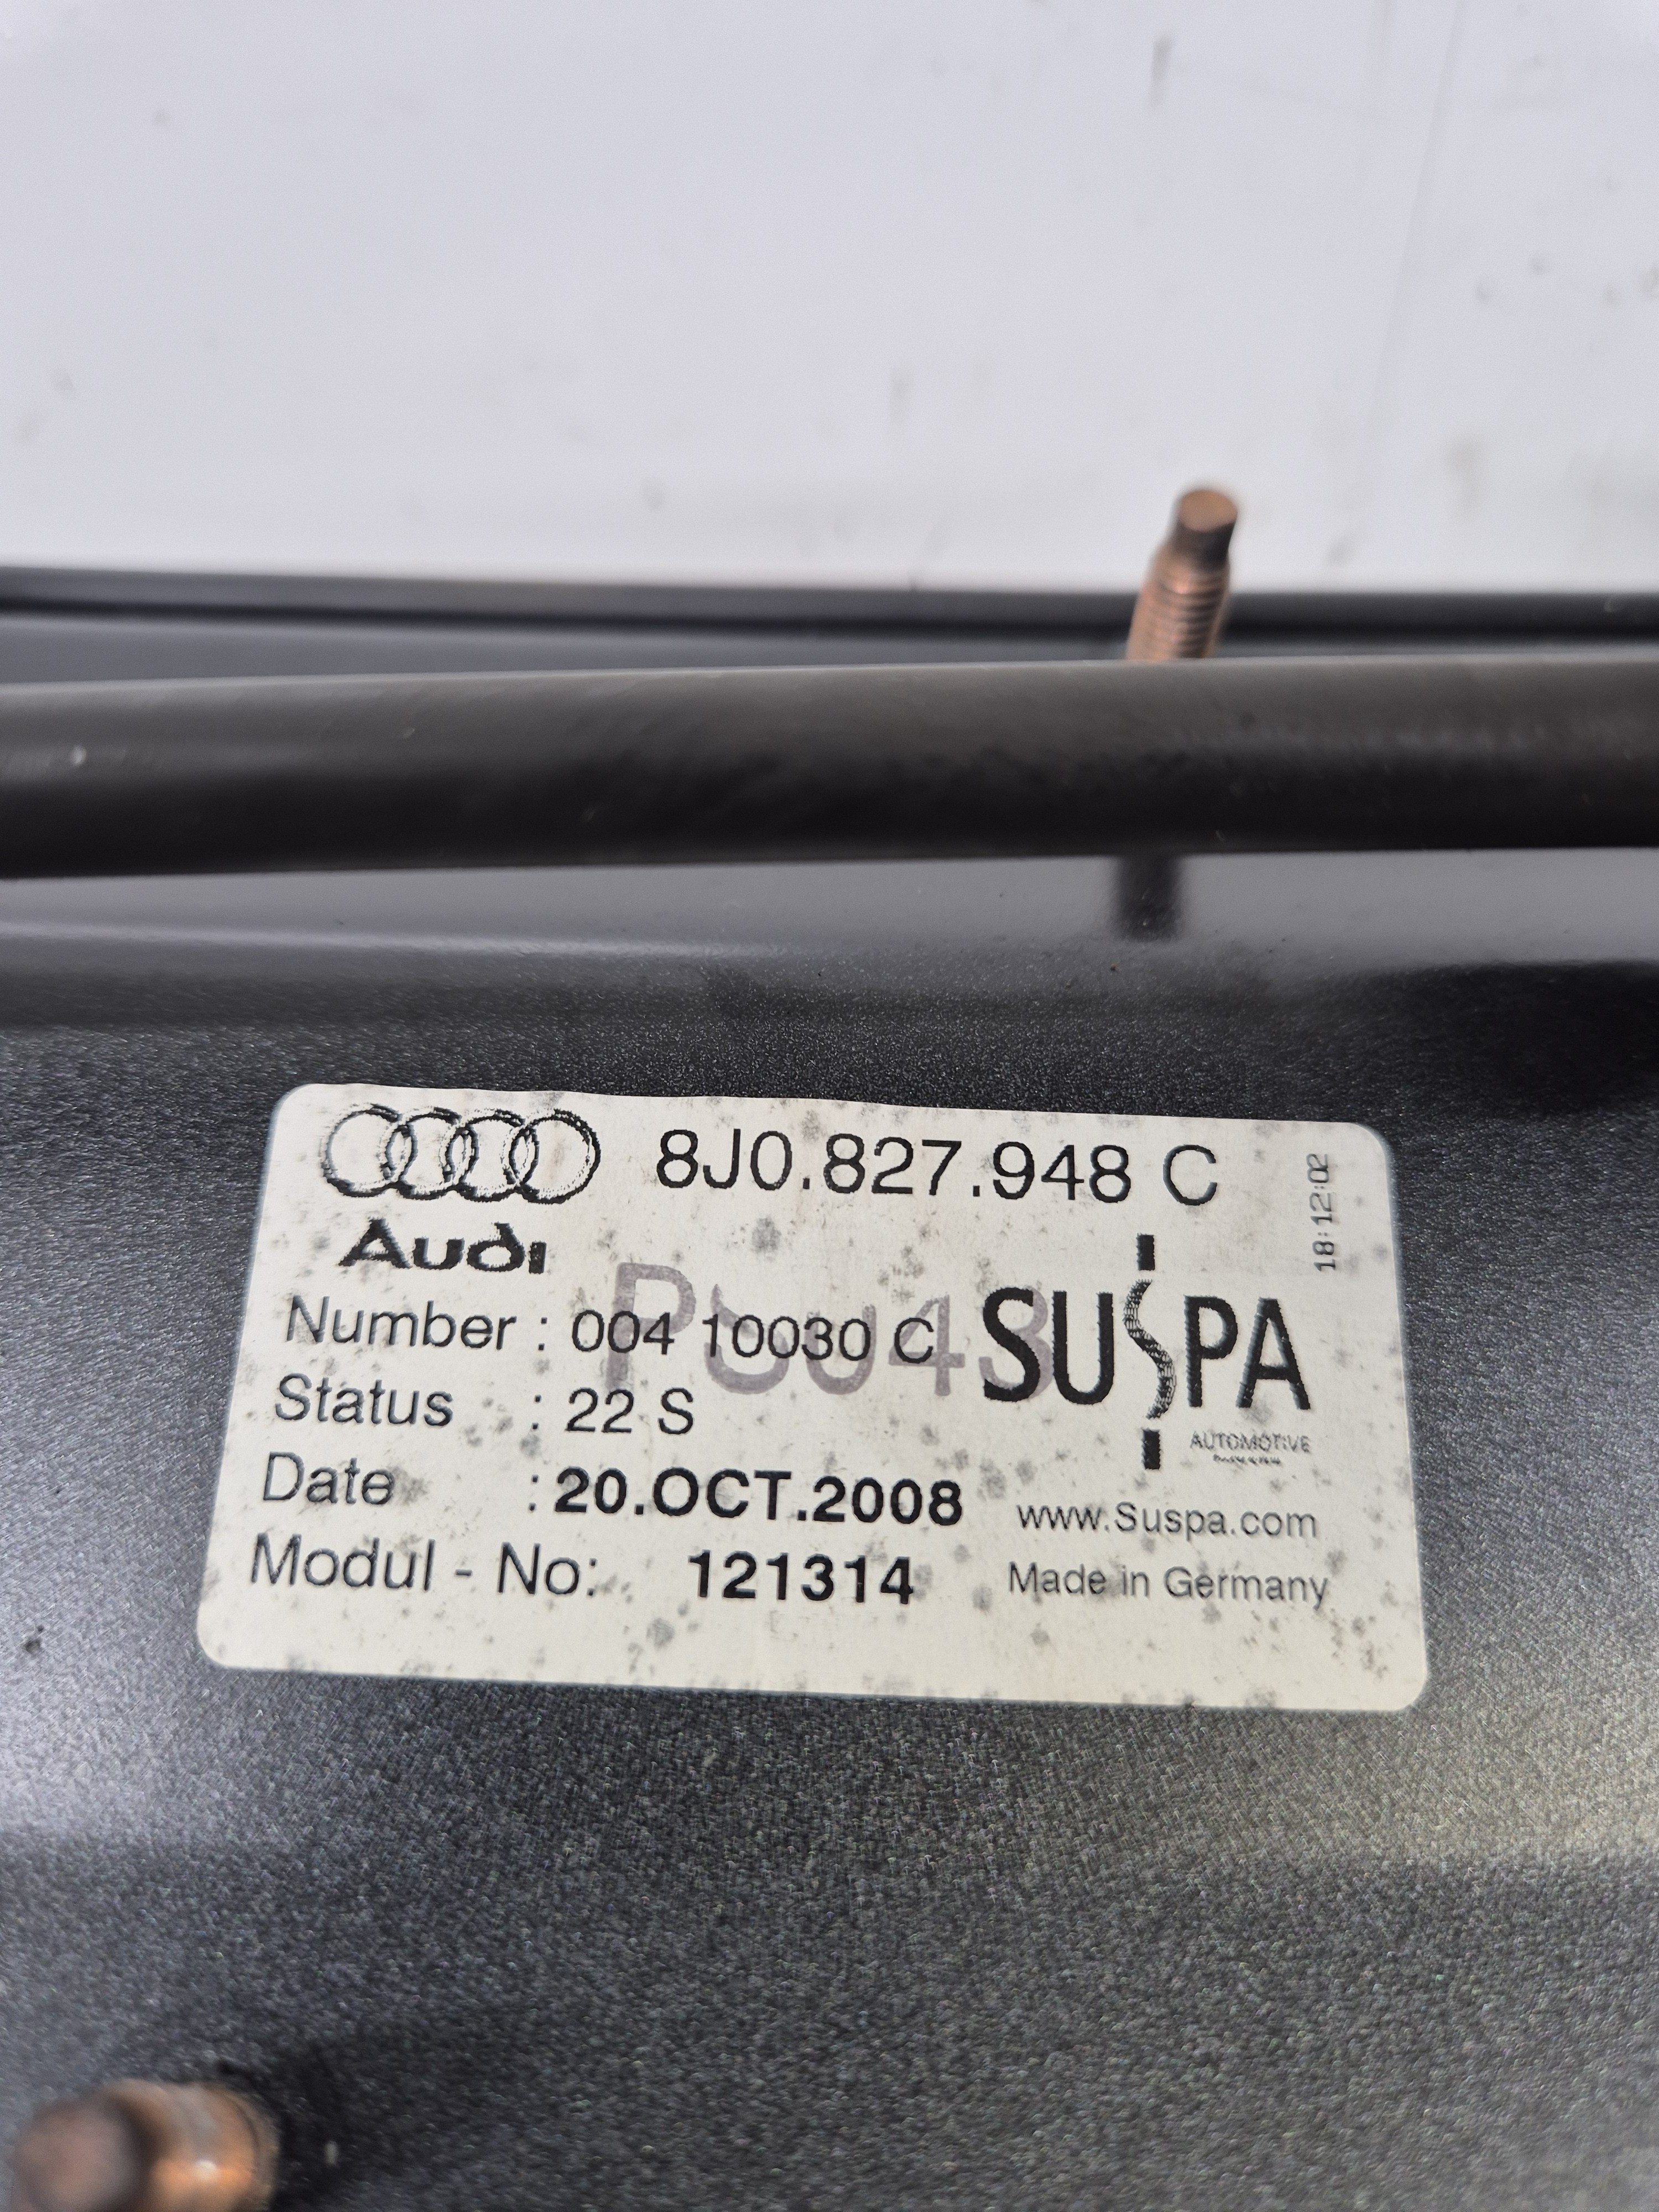 8J0.827.948 C
18:12:02
Audi
Number : 004 10030 C
SUSPA
Status : 22 S
AUTOMOTIVE
Date : 20.OCT.2008
www.Suspa.com
Modul - No: 121314
Made in Germany